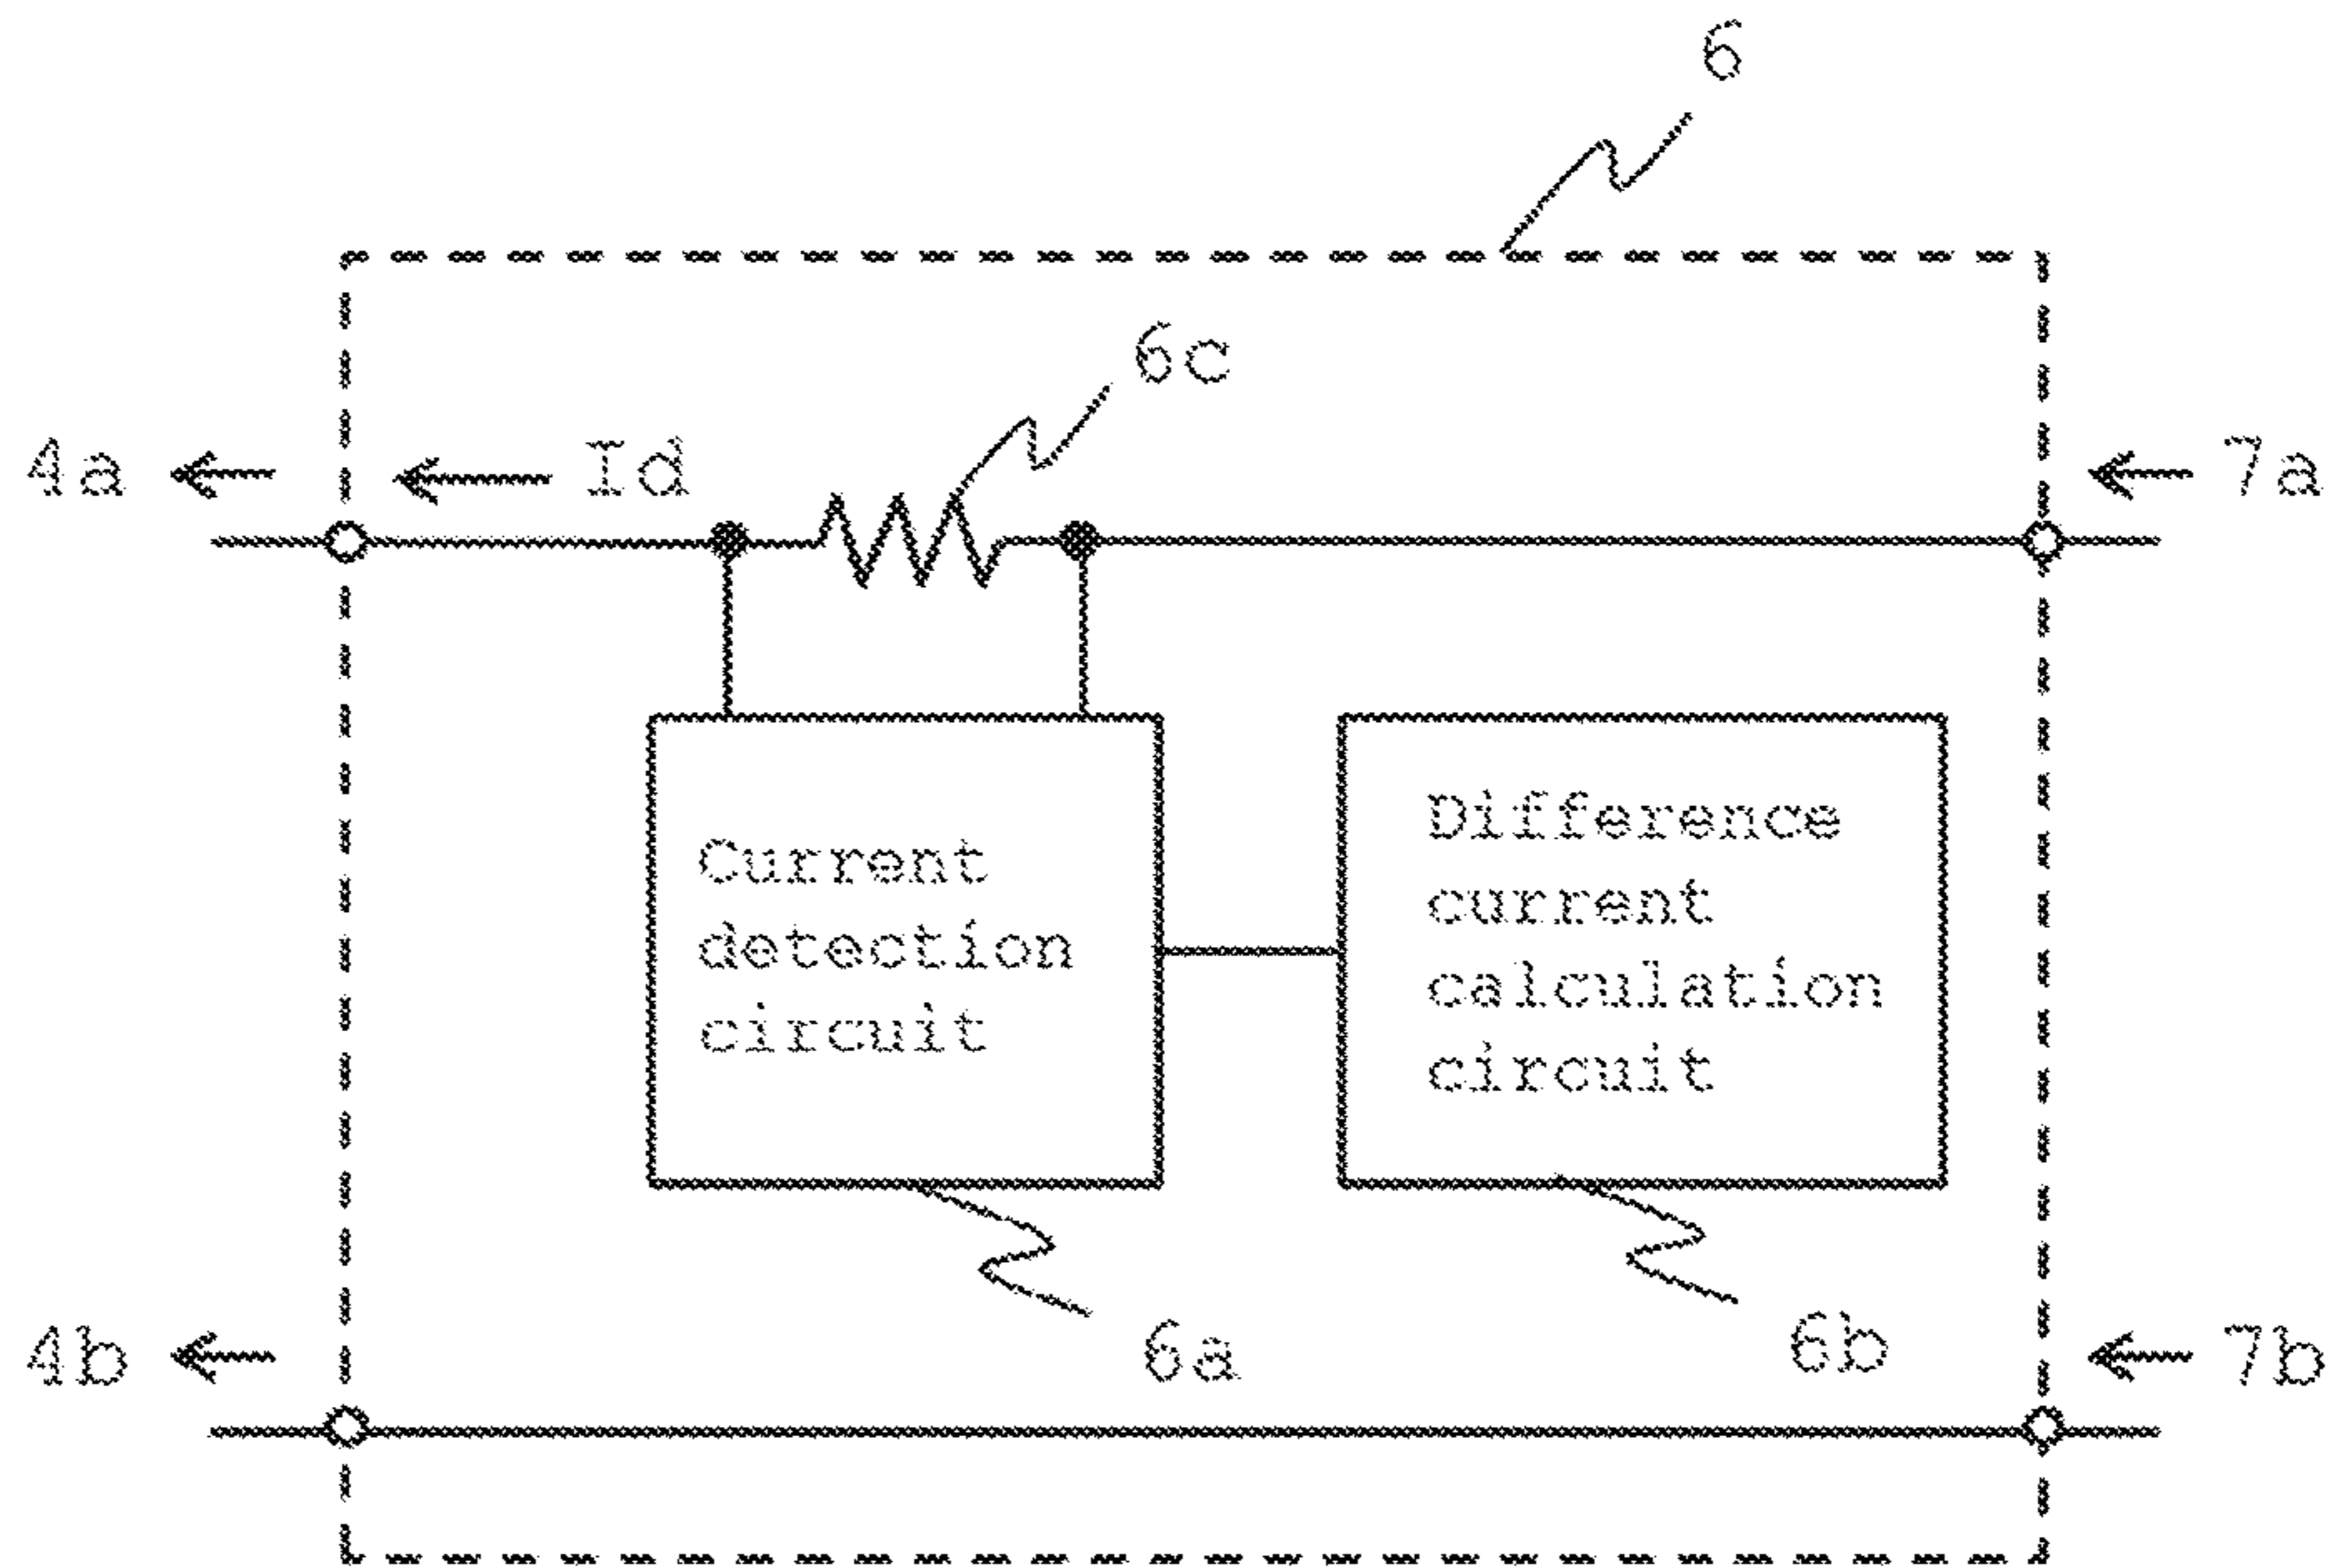 6
6c
4a
Id
7a
Current
detection
circuit
Difference
current
calculation
circuit
6a
6b
4b
7b